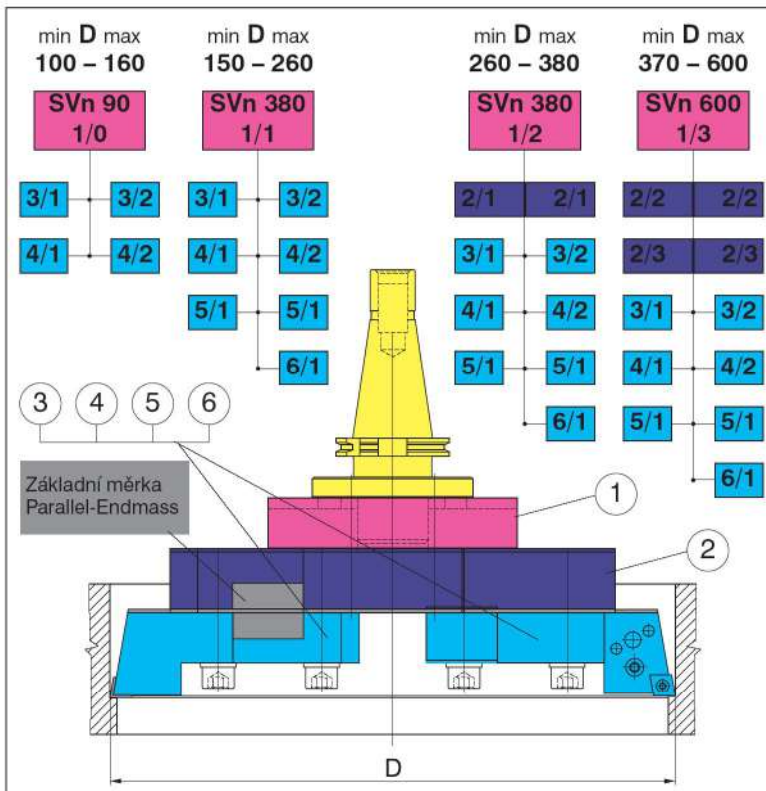 min D max
100 – 160
SVn 90
1/0
3/1 3/2
4/1 4/2
min D max
150 – 260
SVn 380
1/1
3/1 3/2
4/1 4/2
5/1 5/1
6/1
min D max
260 – 380
SVn 380
1/2
2/1 2/1
3/1 3/2
4/1 4/2
5/1 5/1
6/1
min D max
370 – 600
SVn 600
1/3
2/2 2/2
2/3 2/3
3/1 3/2
4/1 4/2
5/1 5/1
6/1
3 4 5 6
Základní měrka
Parallel-Endmass
1
2
D